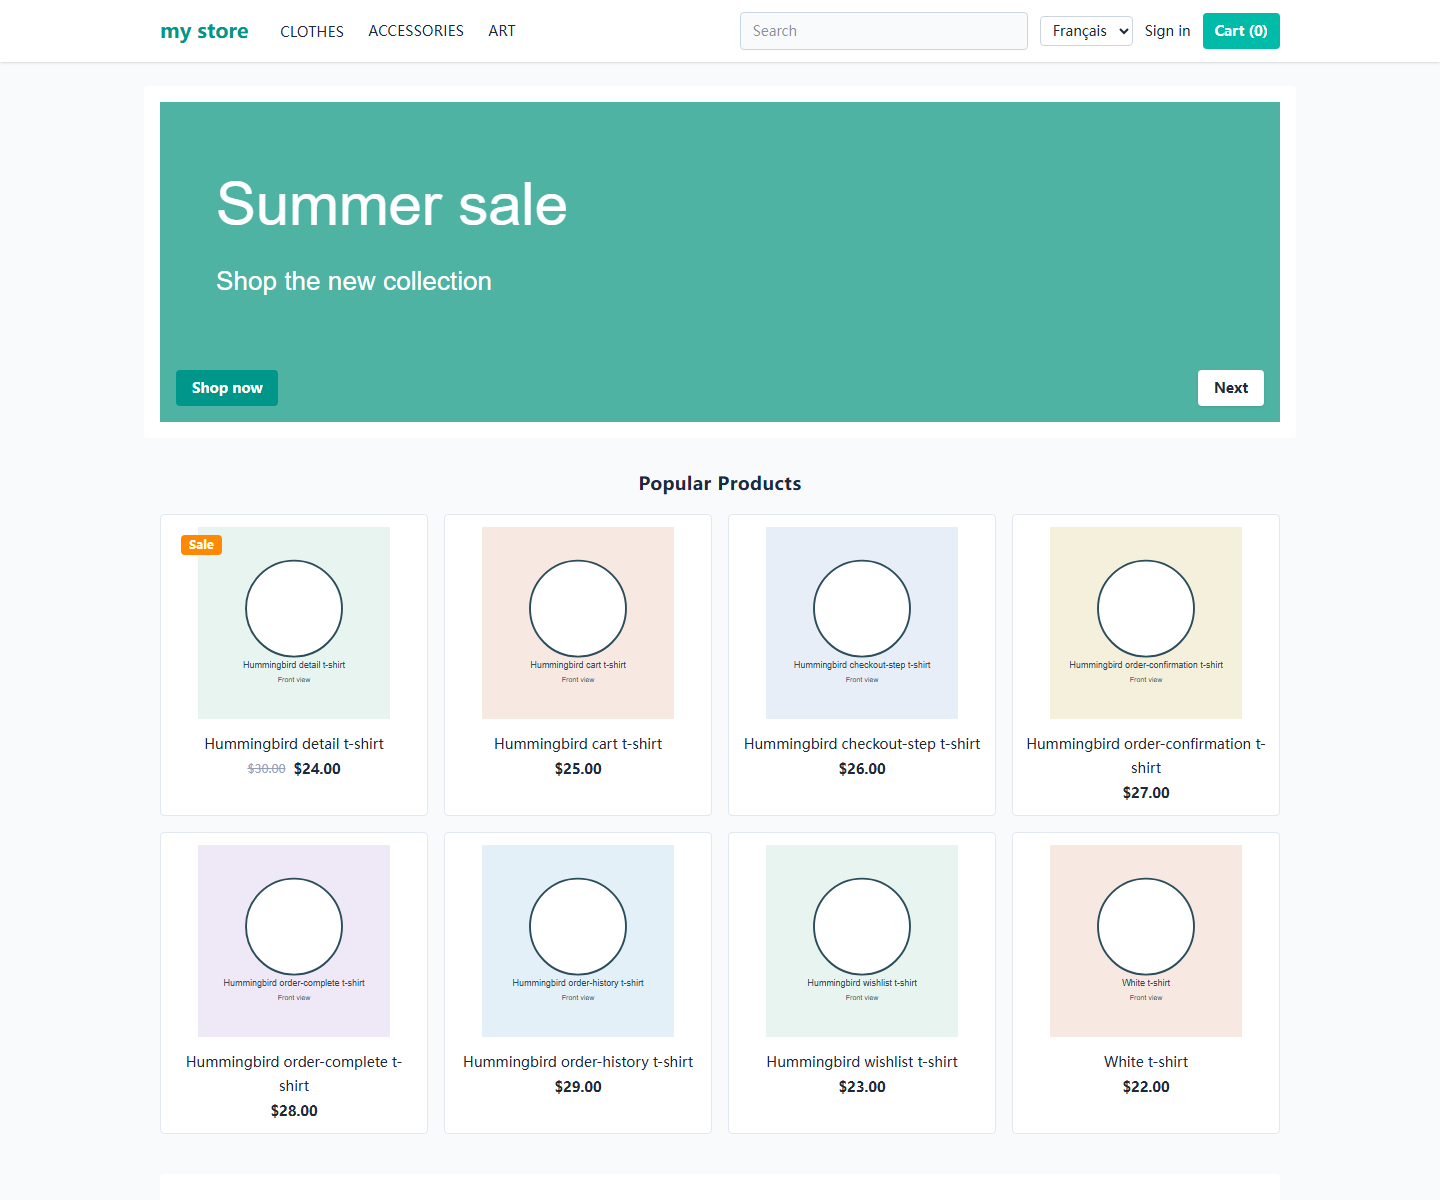 my store
CLOTHES
ACCESSORIES
ART
Search
Français
Sign in
Cart (0)
Summer sale
Shop the new collection
Shop now
Next
Popular Products
Sale
Hummingbird detail t-shirt
Front view
Hummingbird detail t-shirt
$30.00 $24.00
Hummingbird cart t-shirt
Front view
Hummingbird cart t-shirt
$25.00
Hummingbird checkout-step t-shirt
Front view
Hummingbird checkout-step t-shirt
$26.00
Hummingbird order-confirmation t-shirt
Front view
Hummingbird order-confirmation t-
shirt
$27.00
Hummingbird order-complete t-shirt
Front view
Hummingbird order-complete t-
shirt
$28.00
Hummingbird order-history t-shirt
Front view
Hummingbird order-history t-shirt
$29.00
Hummingbird wishlist t-shirt
Front view
Hummingbird wishlist t-shirt
$23.00
White t-shirt
Front view
White t-shirt
$22.00